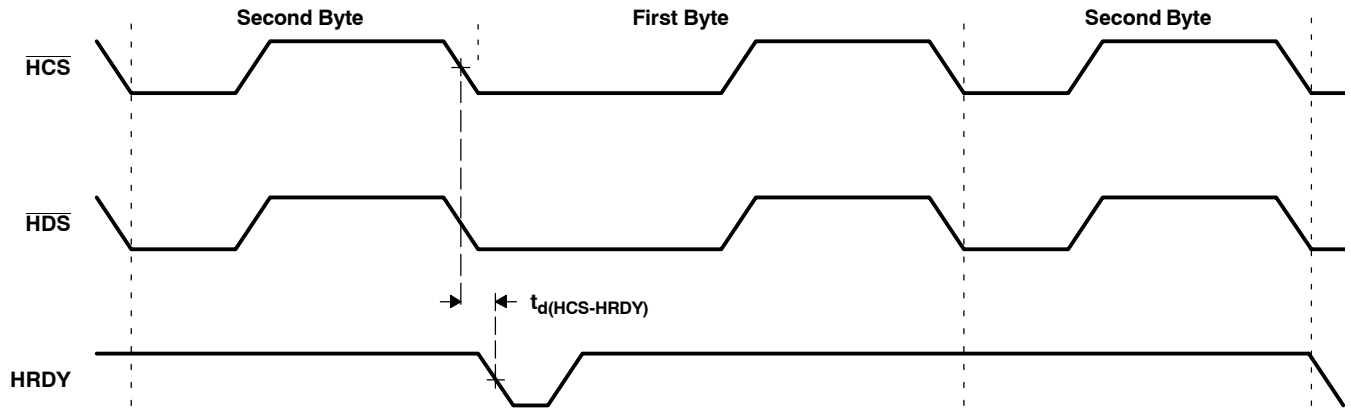 Second Byte First Byte Second Byte
HCS
HDS
td(HCS-HRDY)
HRDY